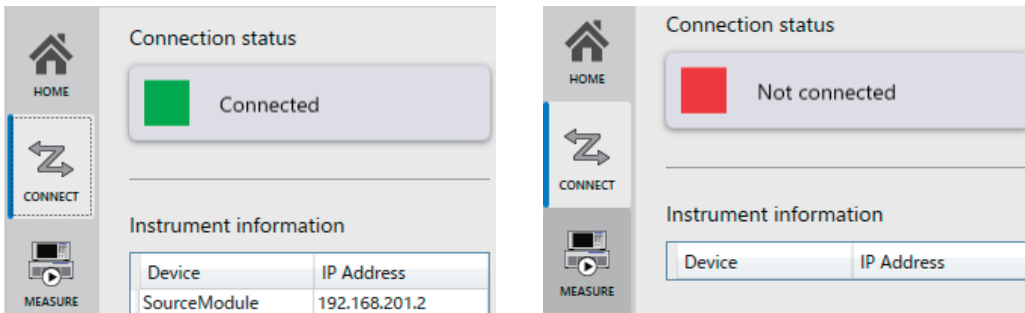 HOME
CONNECT
MEASURE
Connection status
Connected
Instrument information
Device IP Address
SourceModule 192.168.201.2
HOME
CONNECT
MEASURE
Connection status
Not connected
Instrument information
Device IP Address